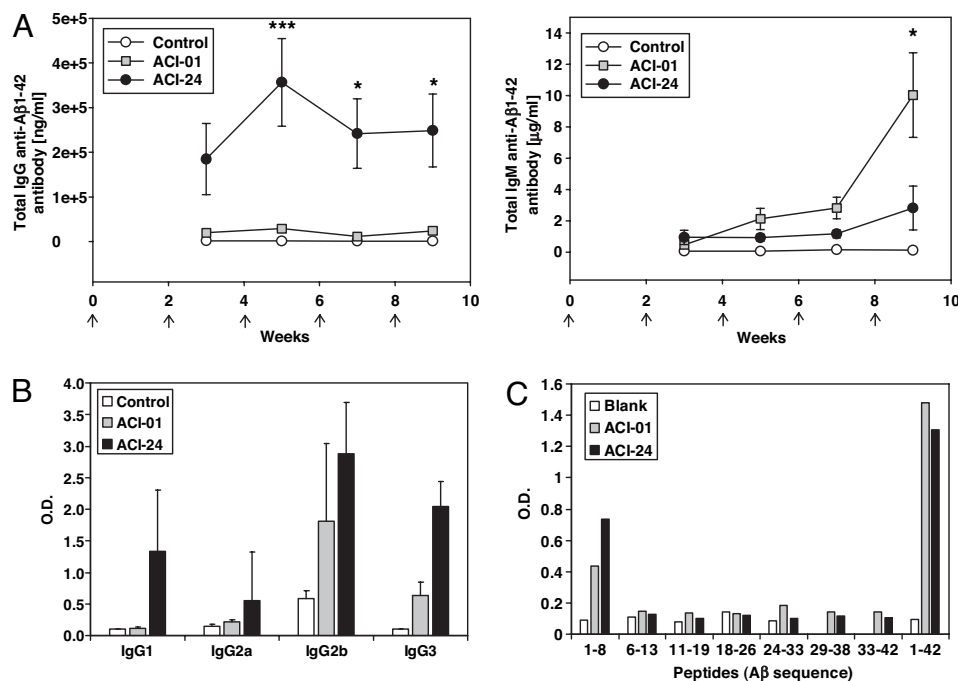 A
Total IgG anti-Aβ1-42
antibody [ng/ml]
5e+5
4e+5
3e+5
2e+5
1e+5
0
Control
ACI-01
ACI-24
***
*
*
0 2 4 6 8 10
Weeks
Total IgM anti-Aβ1-42
antibody [µg/ml]
14
12
10
8
6
4
2
0
Control
ACI-01
ACI-24
*
0 2 4 6 8 10
Weeks
B
O.D.
4.0
3.5
3.0
2.5
2.0
1.5
1.0
0.5
0.0
Control
ACI-01
ACI-24
IgG1 IgG2a IgG2b IgG3
C
O.D.
1.6
1.4
1.2
1
0.8
0.6
0.4
0.2
0
Blank
ACI-01
ACI-24
1-8 6-13 11-19 18-26 24-33 29-38 33-42 1-42
Peptides (Aβ sequence)